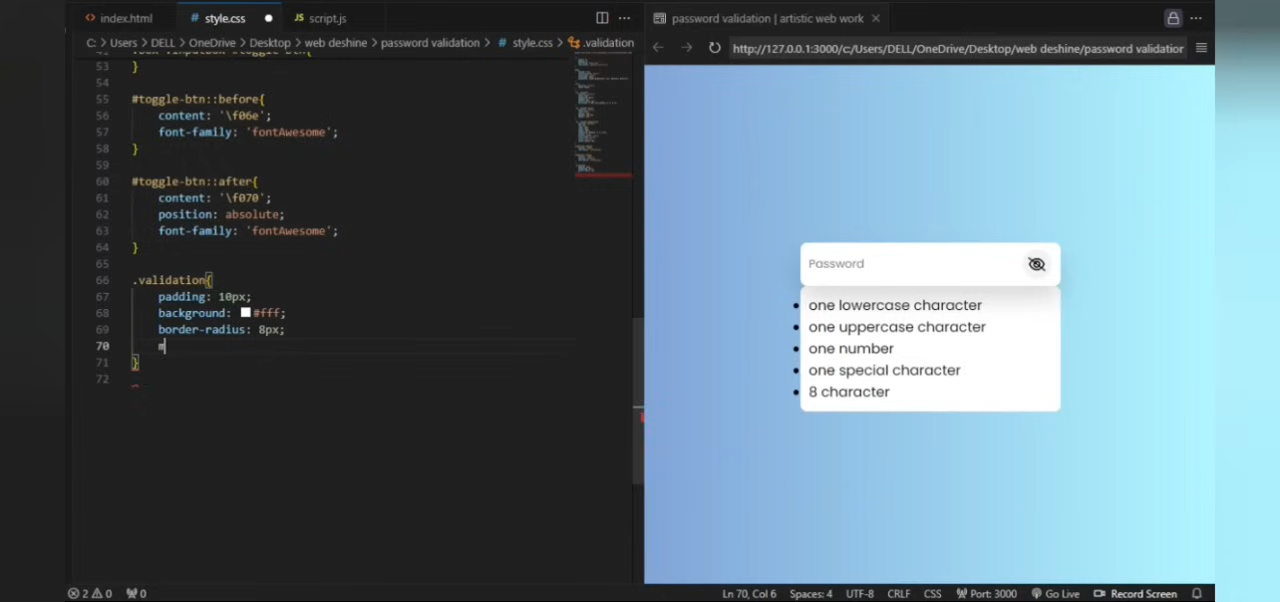 index.html
# style.css
JS script.js
C: > Users > DELL > OneDrive > Desktop > web deshine > password validation > # style.css > .validation
53 }
54
55 #toggle-btn::before{
56 content: '\f06e';
57 font-family: 'fontAwesome';
58 }
59
60 #toggle-btn::after{
61 content: '\f070';
62 position: absolute;
63 font-family: 'fontAwesome';
64 }
65
66 .validation{
67 padding: 10px;
68 background: #fff;
69 border-radius: 8px;
70 m
71 }
72
password validation | artistic web work
http://127.0.0.1:3000/c:/Users/DELL/OneDrive/Desktop/web deshine/password validation
Password
one lowercase character
one uppercase character
one number
one special character
8 character
2 0 0
Ln 70, Col 6 Spaces: 4 UTF-8 CRLF CSS Port: 3000 Go Live Record Screen